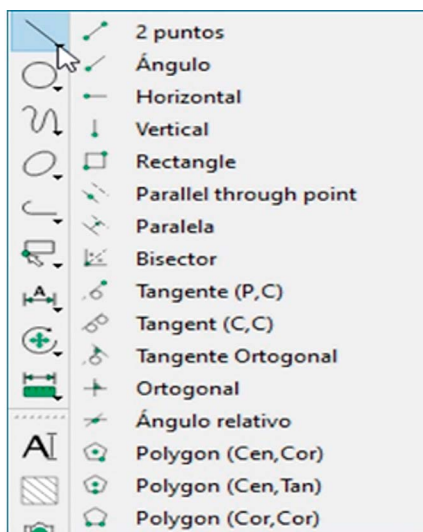 2 puntos
Ángulo
Horizontal
Vertical
Rectangle
Parallel through point
Paralela
Bisector
Tangente (P,C)
Tangent (C,C)
Tangente Ortogonal
Ortogonal
Ángulo relativo
Polygon (Cen,Cor)
Polygon (Cen,Tan)
Polygon (Cor,Cor)